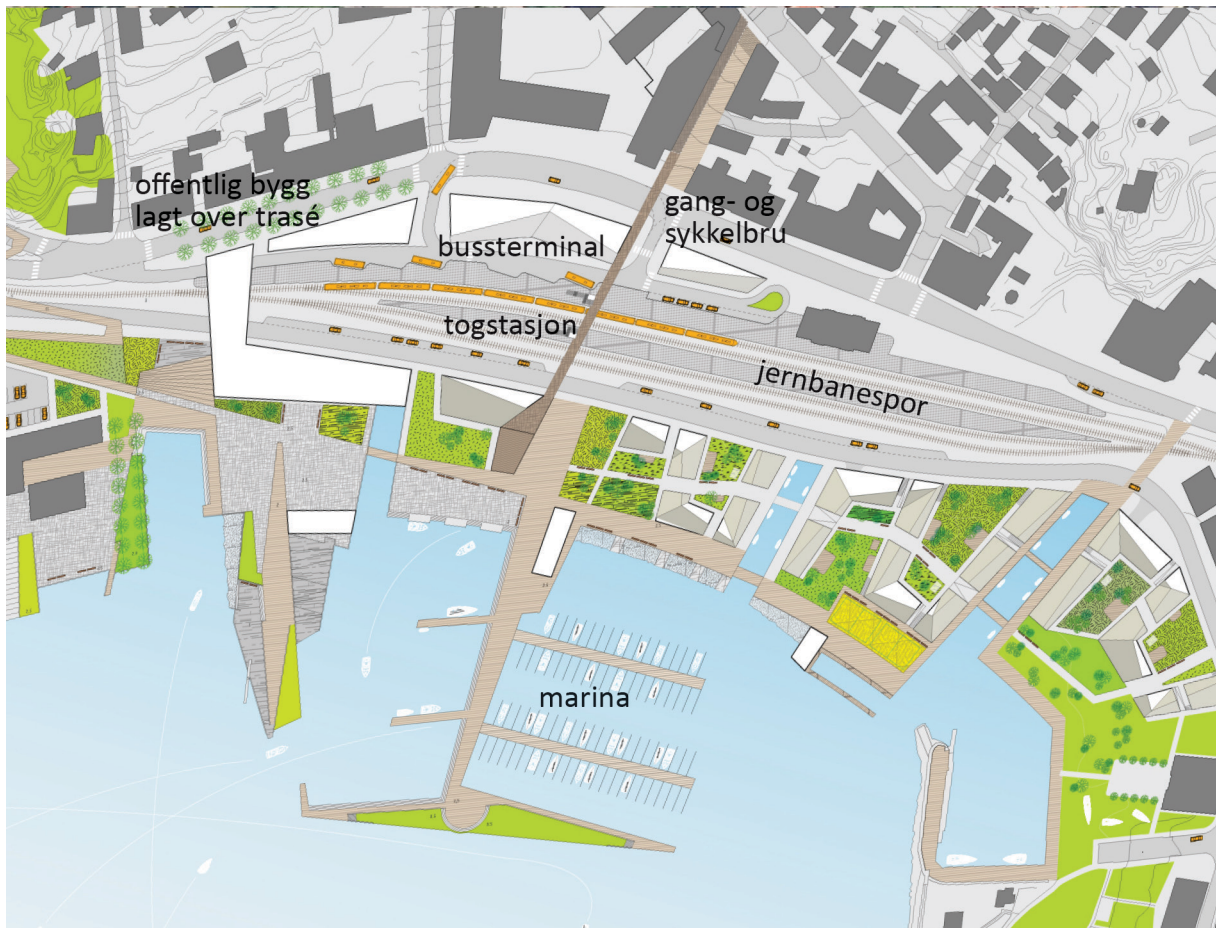 offentlig bygg
lagt over trasé
gang- og
sykkelbru
bussterminal
togstasjon
jernbanespor
marina